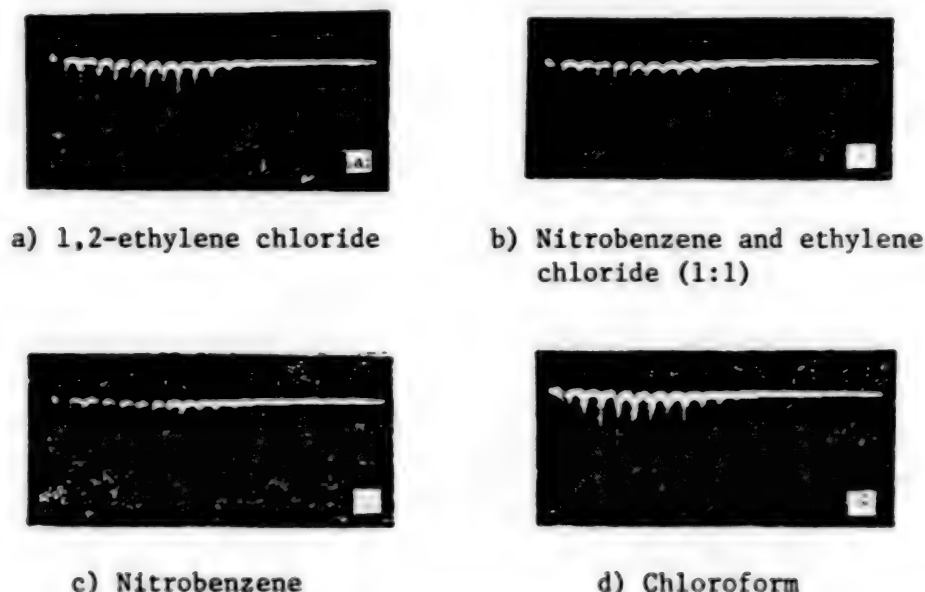 a
a) 1,2-ethylene chloride
b) Nitrobenzene and ethylene
chloride (1:1)
c) Nitrobenzene
d) Chloroform